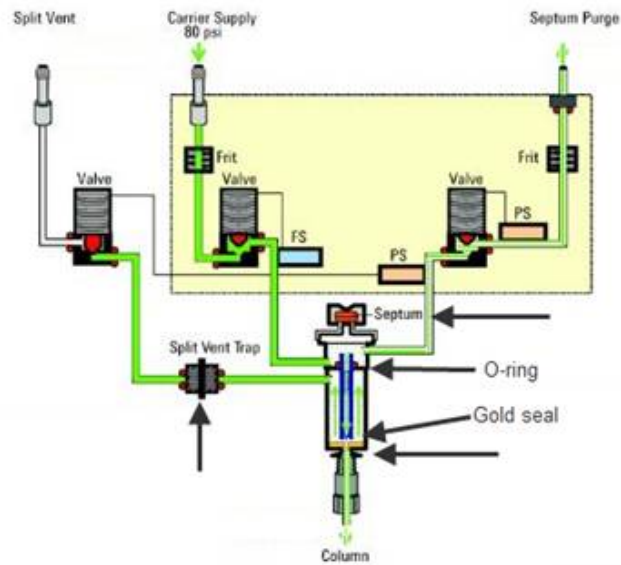 Split Vent
Carrier Supply
80 psi
Septum Purge
Frit
Frit
Valve
Valve
Valve
FS
PS
PS
Septum
Split Vent Trap
O-ring
Gold seal
Column